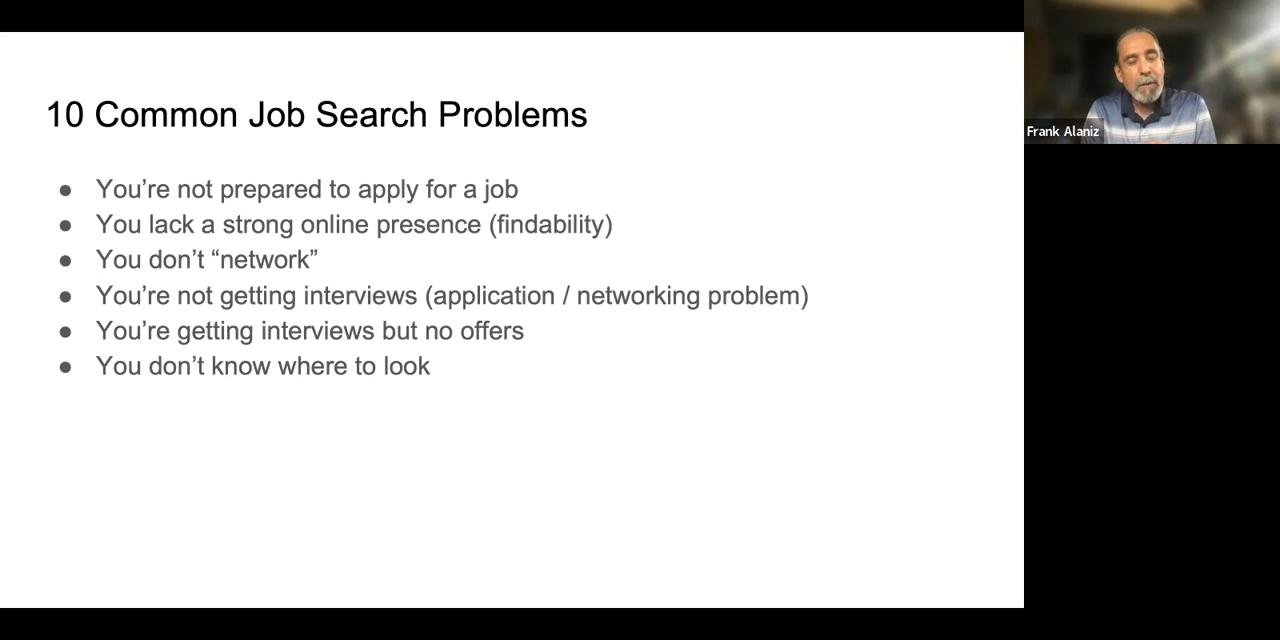 10 Common Job Search Problems
● You’re not prepared to apply for a job
● You lack a strong online presence (findability)
● You don’t “network”
● You’re not getting interviews (application / networking problem)
● You’re getting interviews but no offers
● You don’t know where to look
Frank Alaniz